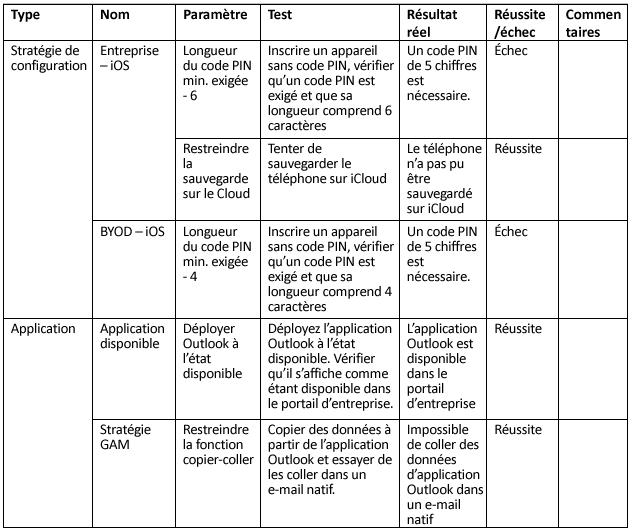 Type
Nom
Paramètre
Test
Résultat
réel
Réussite
/échec
Commen
taires
Stratégie de
configuration
Entreprise
– iOS
Longueur
du code PIN
min. exigée
- 6
Inscrire un appareil
sans code PIN, vérifier
qu’un code PIN est
exigé et que sa
longueur comprend 6
caractères
Un code PIN
de 5 chiffres
est
nécessaire.
Échec
Restreindre
la
sauvegarde
sur le Cloud
Tenter de
sauvegarder le
téléphone sur iCloud
Le téléphone
n’a pas pu
être
sauvegardé
sur iCloud
Réussite
BYOD – iOS
Longueur
du code PIN
min. exigée
- 4
Inscrire un appareil
sans code PIN, vérifier
qu’un code PIN est
exigé et que sa
longueur comprend 4
caractères
Un code PIN
de 5 chiffres
est
nécessaire.
Échec
Application
Application
disponible
Déployer
Outlook à
l’état
disponible
Déployez l’application
Outlook à l’état
disponible. Vérifier
qu’il s’affiche comme
étant disponible dans
le portail d’entreprise.
L’application
Outlook est
disponible
dans le
portail
d’entreprise
Réussite
Stratégie
GAM
Restreindre
la fonction
copier-coller
Copier des données à
partir de l’application
Outlook et essayer de
les coller dans un
e-mail natif.
Impossible
de coller des
données
d’application
Outlook dans
un e-mail
natif
Réussite